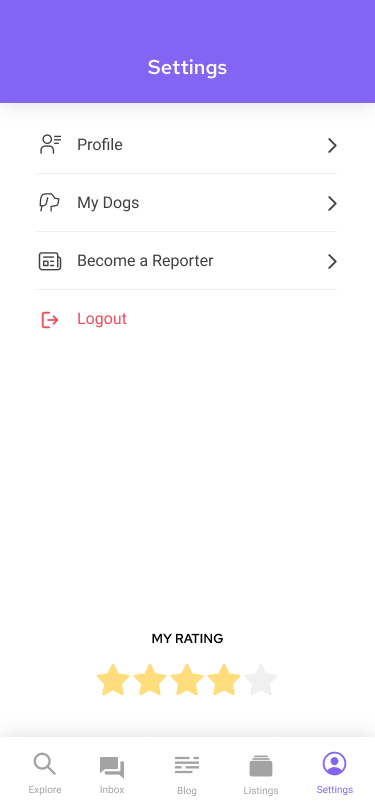 Settings
Profile
My Dogs
Become a Reporter
Logout
MY RATING
Explore
Inbox
Blog
Listings
Settings